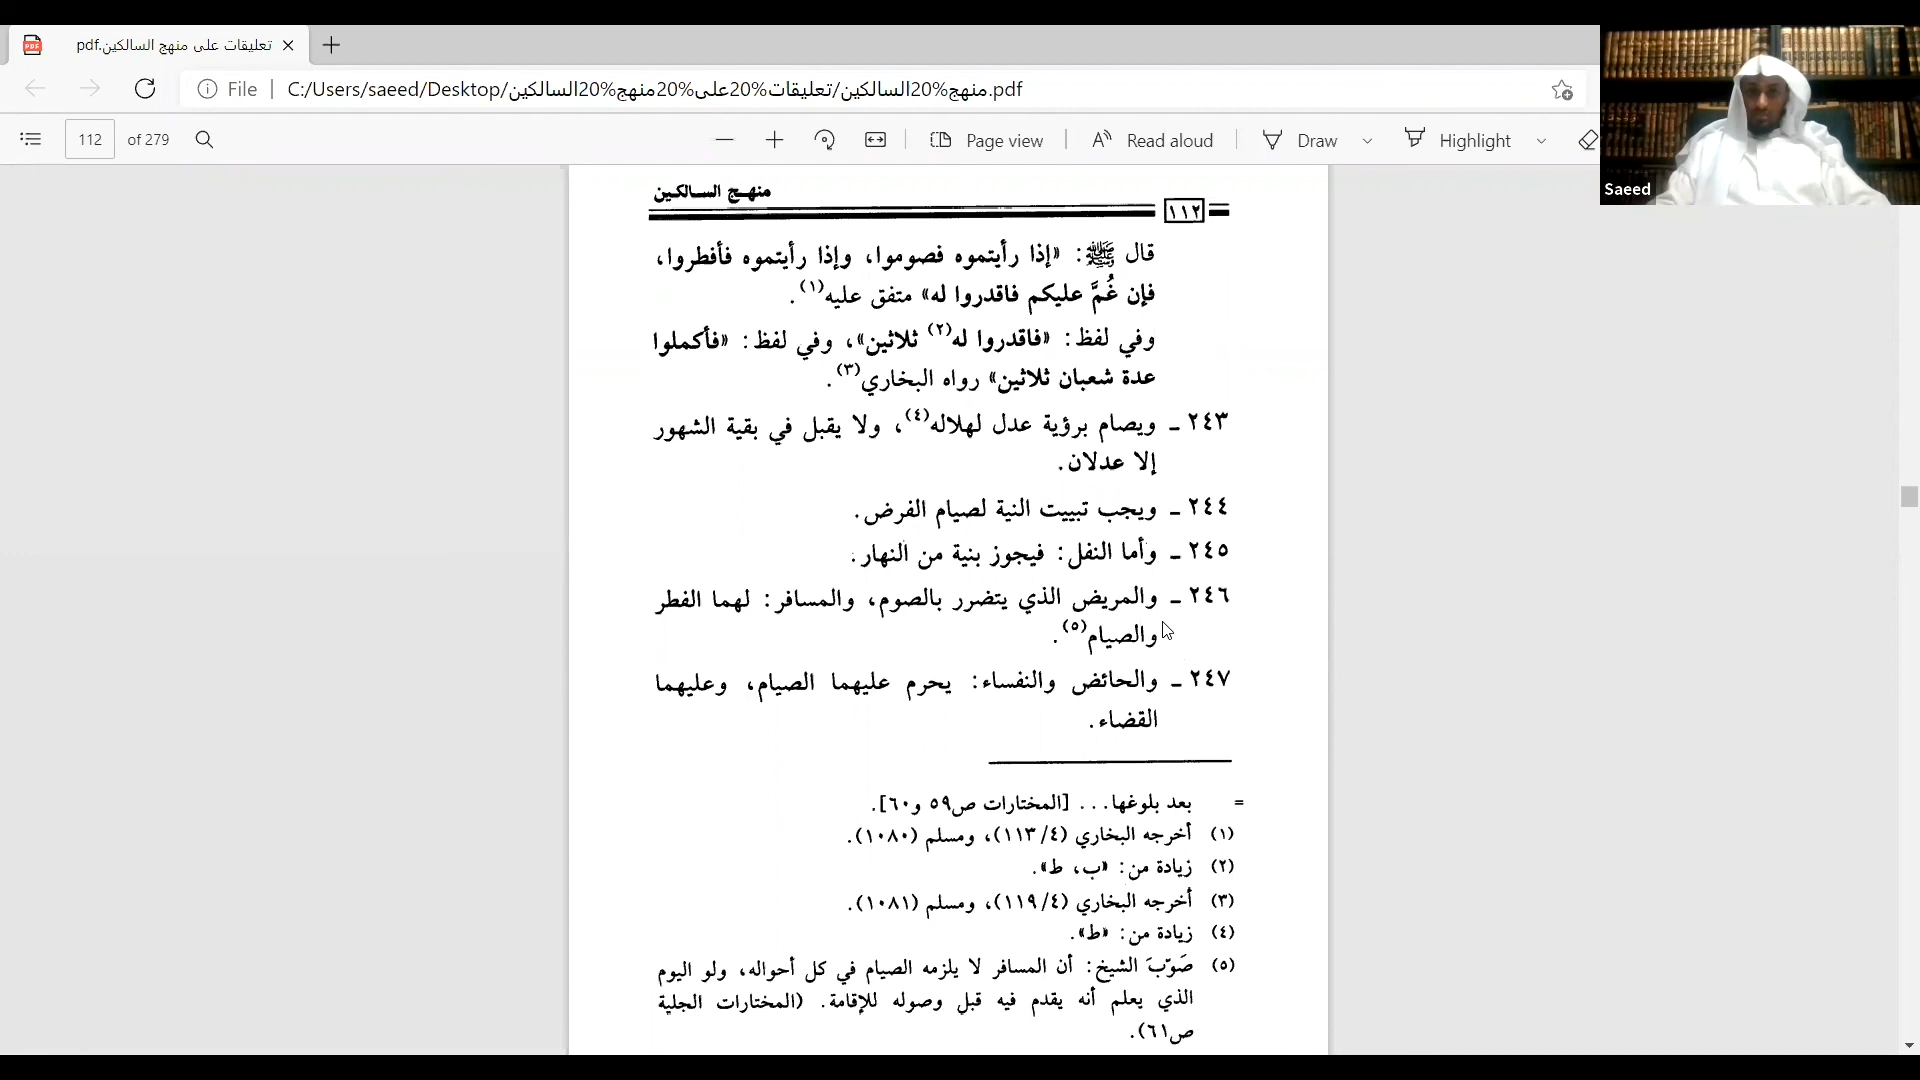 تعليقات على منهج السالكين.pdf
File
C:/Users/saeed/Desktop/منهج%20السالكين/تعليقات%20على%20منهج%20السالكين.pdf
112 of 279
Page view
Read aloud
Draw
Highlight
Saeed
منهج السالكين
١١٢
قال ﷺ: «إذا رأيتموه فصوموا، وإذا رأيتموه فأفطروا،
فإن غُمَّ عليكم فاقدروا له» متفق عليه(١).
وفي لفظ: «فاقدروا له(٢) ثلاثين»، وفي لفظ: «فأكملوا
عدة شعبان ثلاثين» رواه البخاري(٣).
٢٤٣ ـ ويصام برؤية عدل لهلاله(٤)، ولا يقبل في بقية الشهور
إلا عدلان.
٢٤٤ ـ ويجب تبييت النية لصيام الفرض.
٢٤٥ ـ وأما النفل: فيجوز بنية من النهار.
٢٤٦ ـ والمريض الذي يتضرر بالصوم، والمسافر: لهما الفطر
والصيام(٥).
٢٤٧ ـ والحائض والنفساء: يحرم عليهما الصيام، وعليهما
القضاء.
= بعد بلوغها... [المختارات ص٥٩ و٦٠].
(١) أخرجه البخاري (١١٣/٤)، ومسلم (١٠٨٠).
(٢) زيادة من: «ب، ط».
(٣) أخرجه البخاري (١١٩/٤)، ومسلم (١٠٨١).
(٤) زيادة من: «ط».
(٥) صَوّبَ الشيخ: أن المسافر لا يلزمه الصيام في كل أحواله، ولو اليوم
الذي يعلم أنه يقدم فيه قبل وصوله للإقامة. (المختارات الجلية
ص٦١).